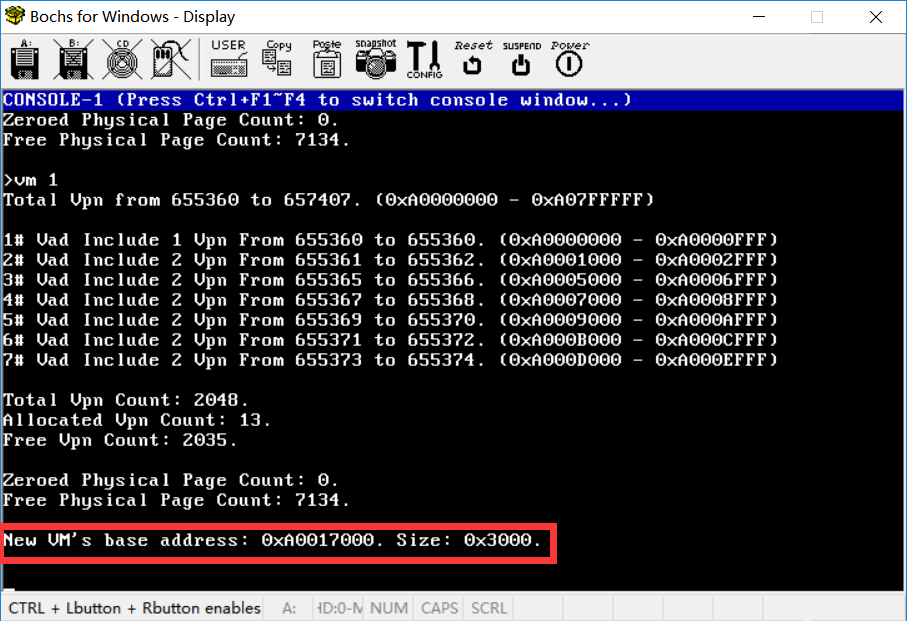 Bochs for Windows - Display
A: B: CD USER Copy Poste snapshot CONFIG Reset SUSPEND Power
CONSOLE-1 (Press Ctrl+F1~F4 to switch console window...)
Zeroed Physical Page Count: 0.
Free Physical Page Count: 7134.
>vm 1
Total Vpn from 655360 to 657407. (0xA0000000 - 0xA07FFFFF)
1# Vad Include 1 Vpn From 655360 to 655360. (0xA0000000 - 0xA0000FFF)
2# Vad Include 2 Vpn From 655361 to 655362. (0xA0001000 - 0xA0002FFF)
3# Vad Include 2 Vpn From 655365 to 655366. (0xA0005000 - 0xA0006FFF)
4# Vad Include 2 Vpn From 655367 to 655368. (0xA0007000 - 0xA0008FFF)
5# Vad Include 2 Vpn From 655369 to 655370. (0xA0009000 - 0xA000AFFF)
6# Vad Include 2 Vpn From 655371 to 655372. (0xA000B000 - 0xA000CFFF)
7# Vad Include 2 Vpn From 655373 to 655374. (0xA000D000 - 0xA000EFFF)
Total Vpn Count: 2048.
Allocated Vpn Count: 13.
Free Vpn Count: 2035.
Zeroed Physical Page Count: 0.
Free Physical Page Count: 7134.
New VM's base address: 0xA0017000. Size: 0x3000.
CTRL + Lbutton + Rbutton enables A: HD:0-M NUM CAPS SCRL